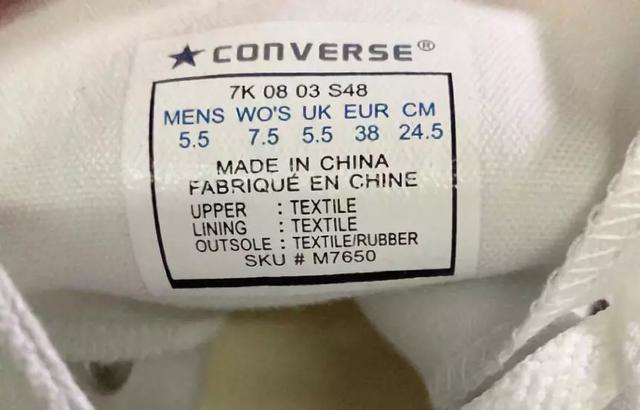 CONVERSE®
7K 08 03 S48
MENS WO'S UK EUR CM
5.5 7.5 5.5 38 24.5
MADE IN CHINA
FABRIQUÉ EN CHINE
UPPER : TEXTILE
LINING : TEXTILE
OUTSOLE : TEXTILE/RUBBER
SKU # M7650